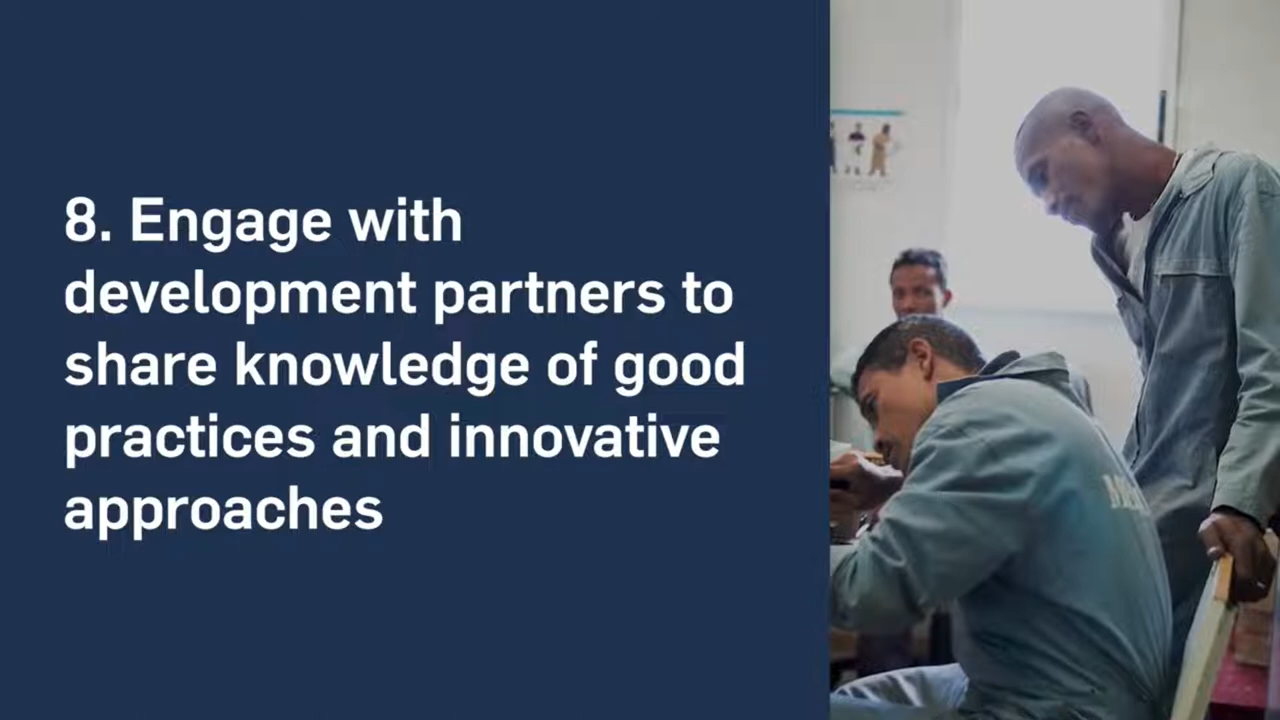 8. Engage with
development partners to
share knowledge of good
practices and innovative
approaches